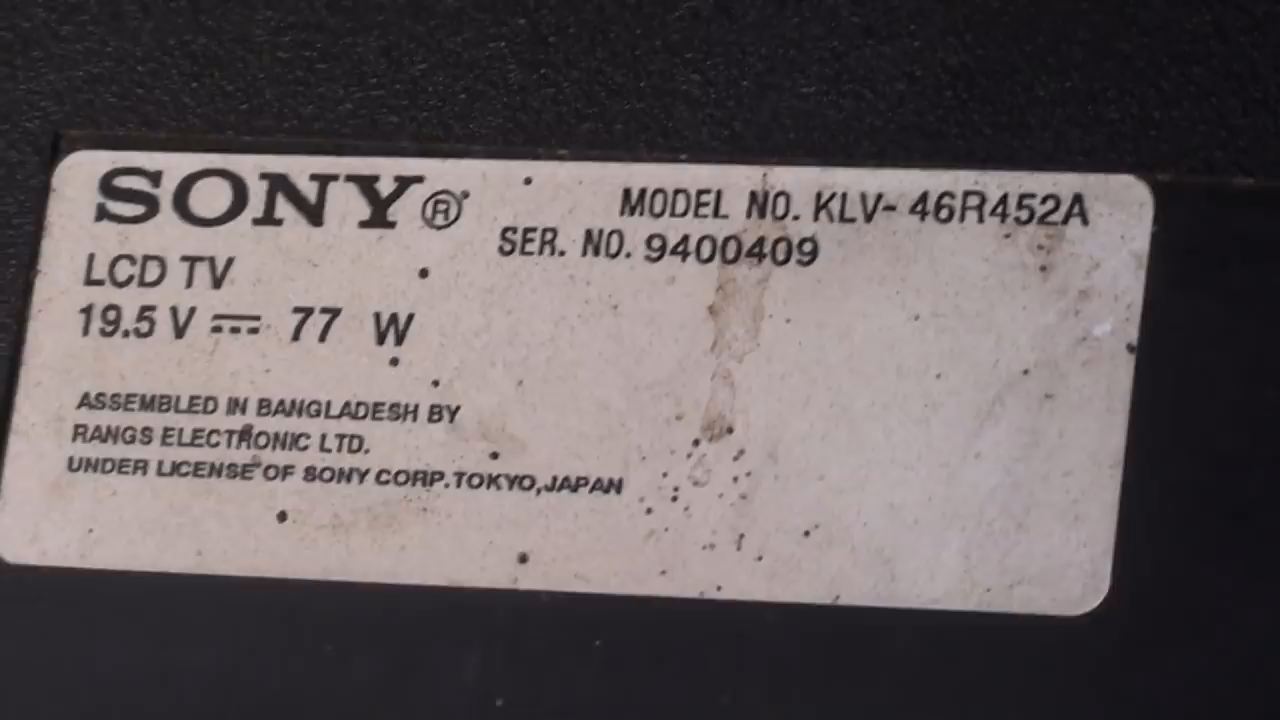 SONY®
MODEL NO. KLV- 46R452A
SER. NO. 9400409
LCD TV
19.5 V ⎓ 77 W
ASSEMBLED IN BANGLADESH BY
RANGS ELECTRONIC LTD.
UNDER LICENSE OF SONY CORP.TOKYO,JAPAN